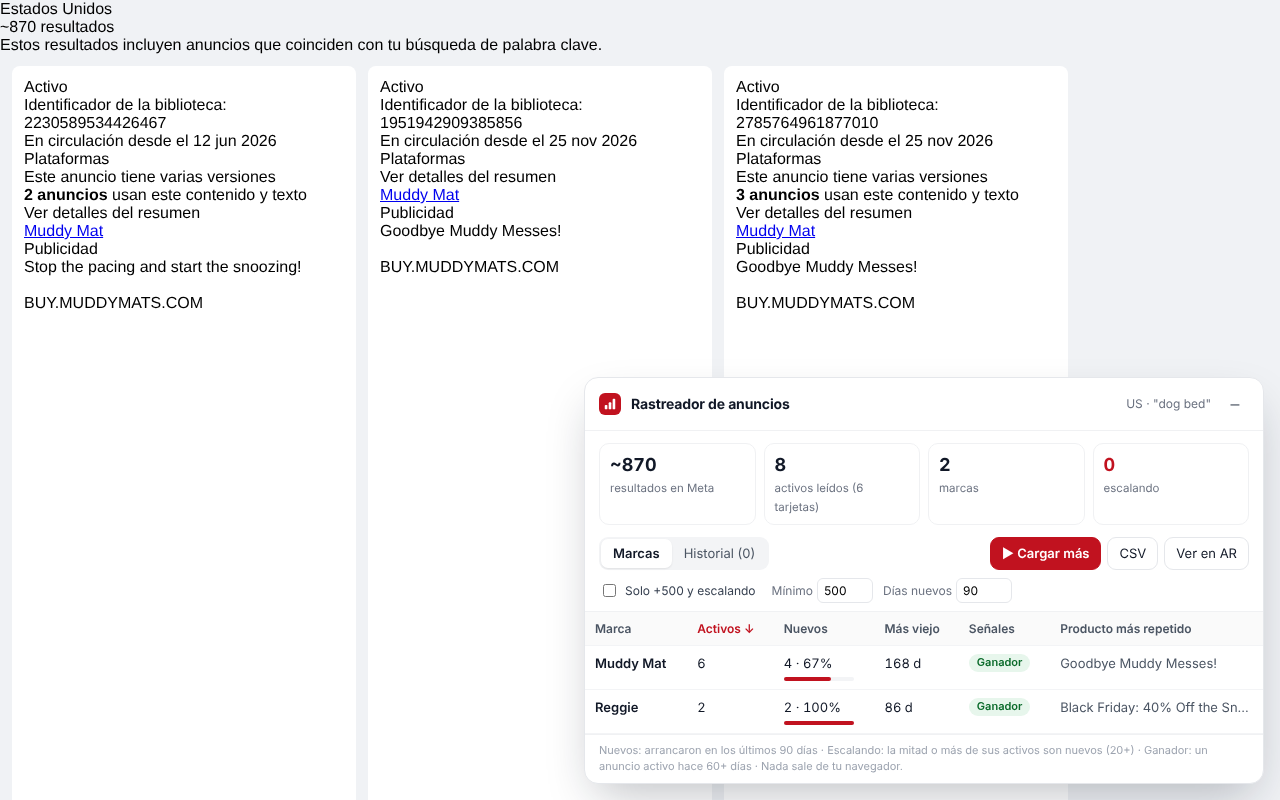 Estados Unidos
~870 resultados
Estos resultados incluyen anuncios que coinciden con tu búsqueda de palabra clave.
Activo
Identificador de la biblioteca:
2230589534426467
En circulación desde el 12 jun 2026
Plataformas
Este anuncio tiene varias versiones
2 anuncios usan este contenido y texto
Ver detalles del resumen
Muddy Mat
Publicidad
Stop the pacing and start the snoozing!
BUY.MUDDYMATS.COM
Activo
Identificador de la biblioteca:
1951942909385856
En circulación desde el 25 nov 2026
Plataformas
Ver detalles del resumen
Muddy Mat
Publicidad
Goodbye Muddy Messes!
BUY.MUDDYMATS.COM
Activo
Identificador de la biblioteca:
2785764961877010
En circulación desde el 25 nov 2026
Plataformas
Este anuncio tiene varias versiones
3 anuncios usan este contenido y texto
Ver detalles del resumen
Muddy Mat
Publicidad
Goodbye Muddy Messes!
BUY.MUDDYMATS.COM
Rastreador de anuncios US · "dog bed" –
~870
resultados en Meta
8
activos leídos (6
tarjetas)
2
marcas
0
escalando
Marcas Historial (0) ▶ Cargar más CSV Ver en AR
Solo +500 y escalando Mínimo 500 Días nuevos 90
Marca Activos ↓ Nuevos Más viejo Señales Producto más repetido
Muddy Mat 6 4 · 67% 168 d Ganador Goodbye Muddy Messes!
Reggie 2 2 · 100% 86 d Ganador Black Friday: 40% Off the Sn...
Nuevos: arrancaron en los últimos 90 días · Escalando: la mitad o más de sus activos son nuevos (20+) · Ganador: un
anuncio activo hace 60+ días · Nada sale de tu navegador.